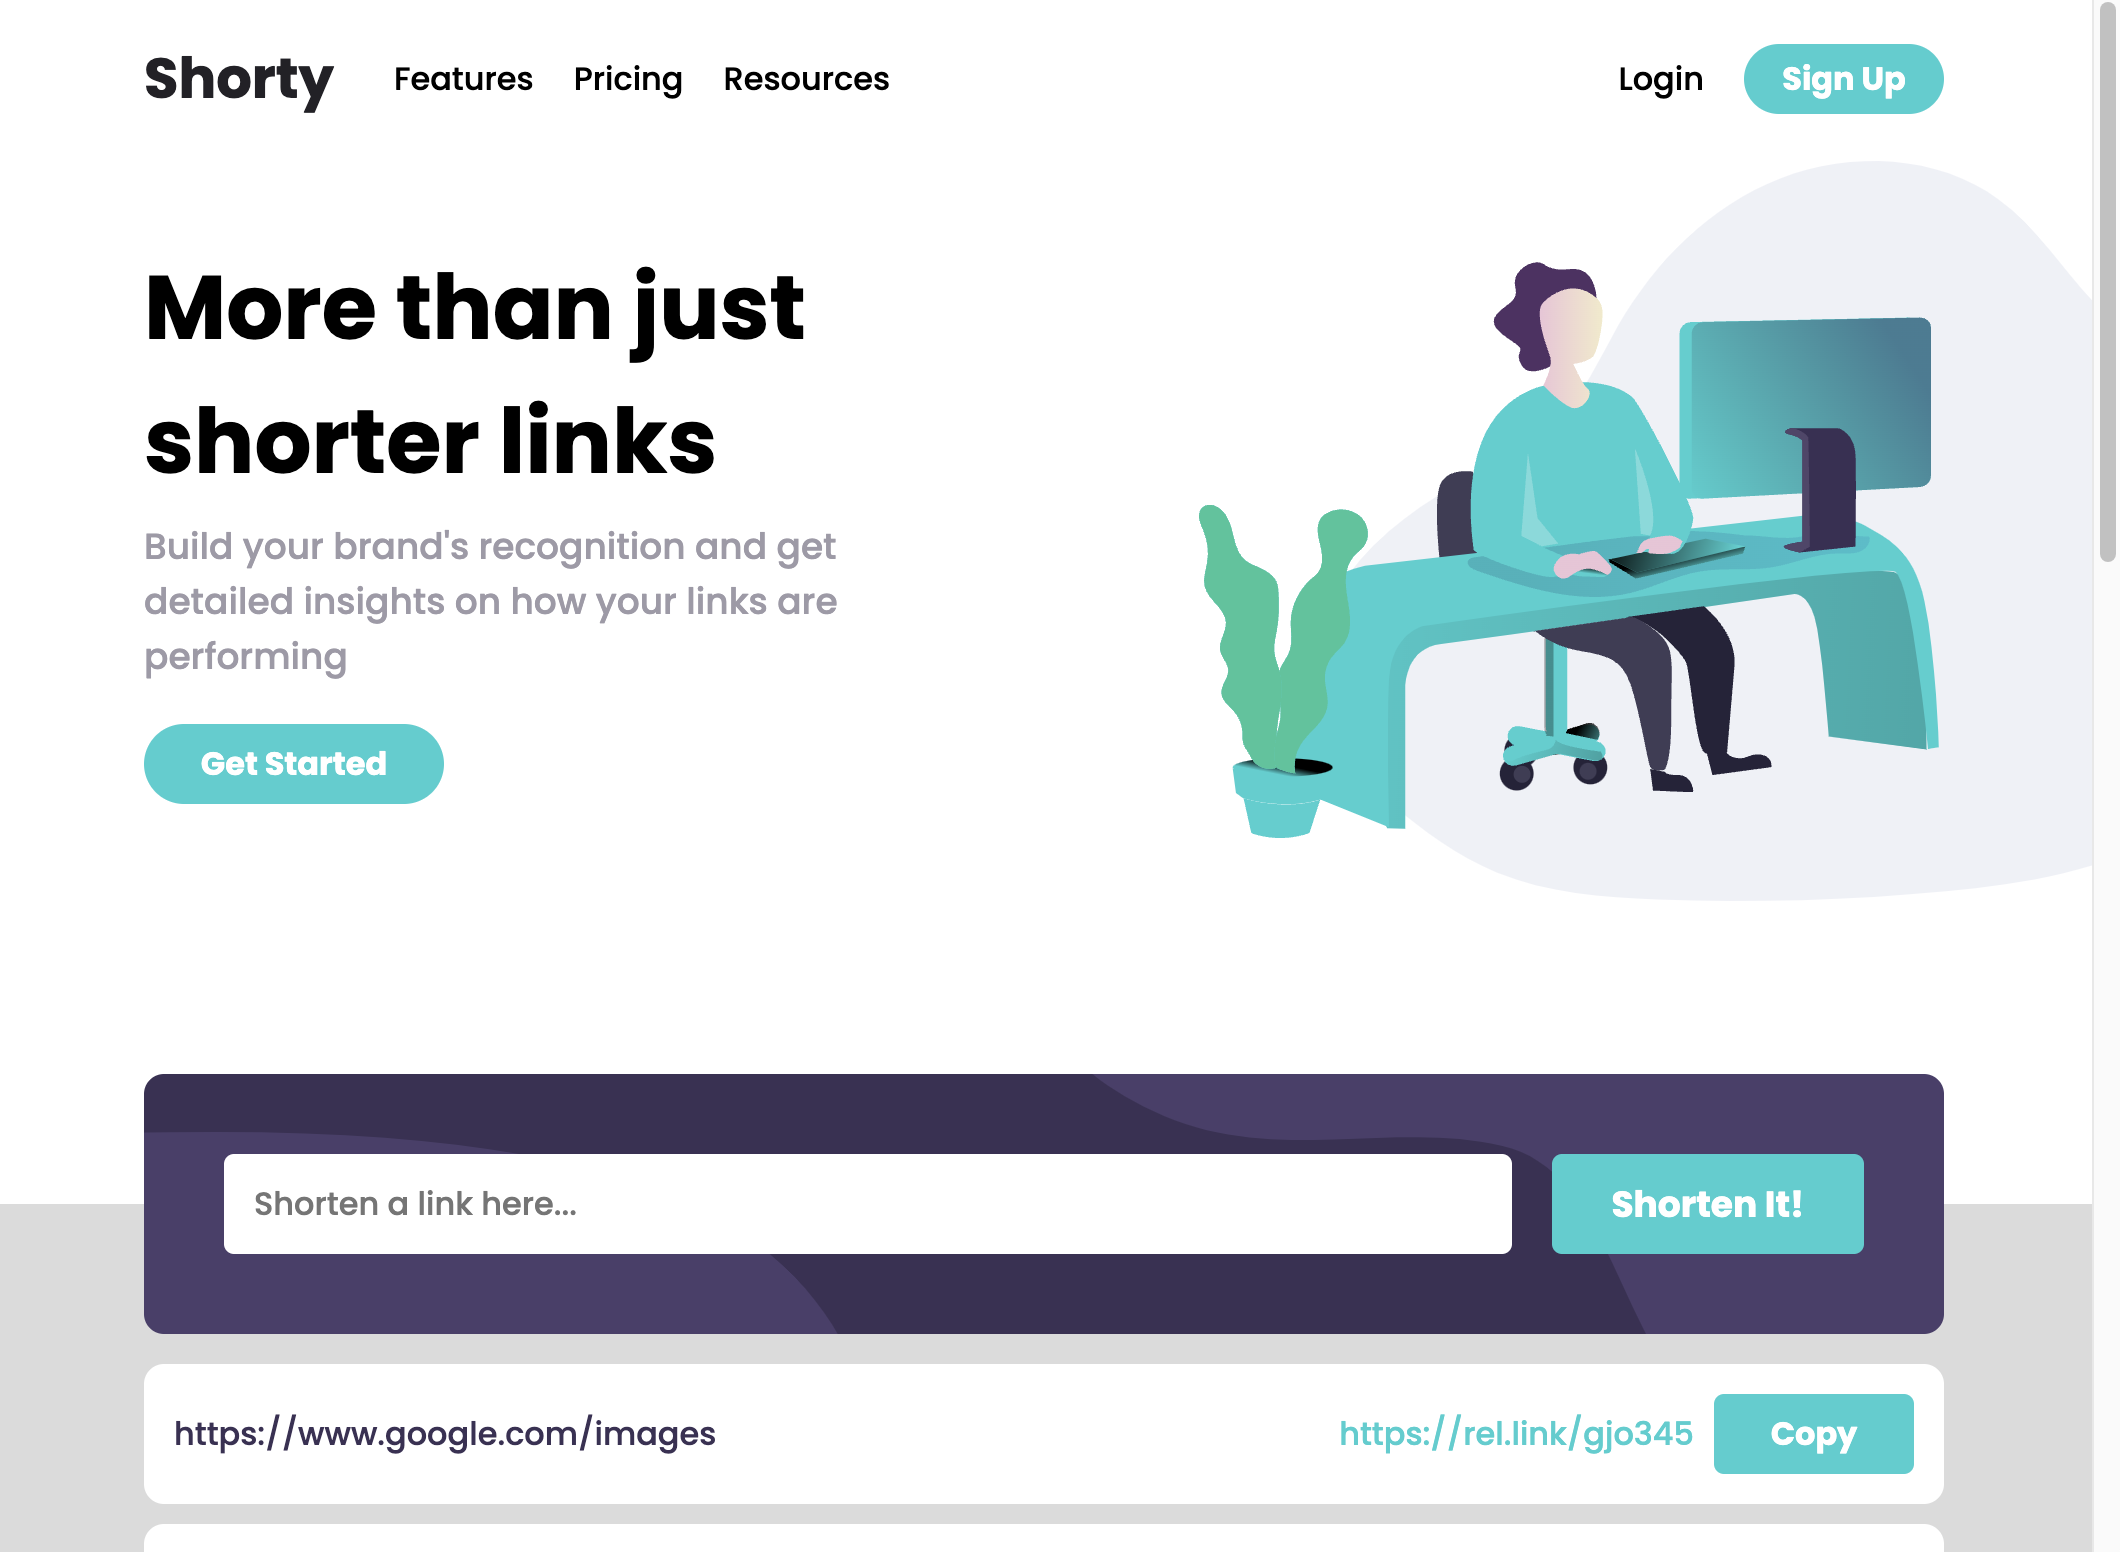 Shorty
Features
Pricing
Resources
Login
Sign Up
More than just
shorter links
Build your brand's recognition and get
detailed insights on how your links are
performing
Get Started
Shorten a link here...
Shorten It!
https://www.google.com/images
https://rel.link/gjo345
Copy